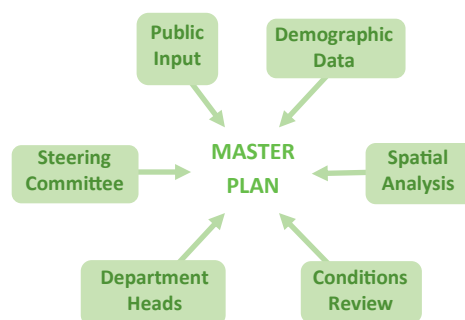 Public
Input
Demographic
Data
Steering
Committee
MASTER
PLAN
Spatial
Analysis
Department
Heads
Conditions
Review